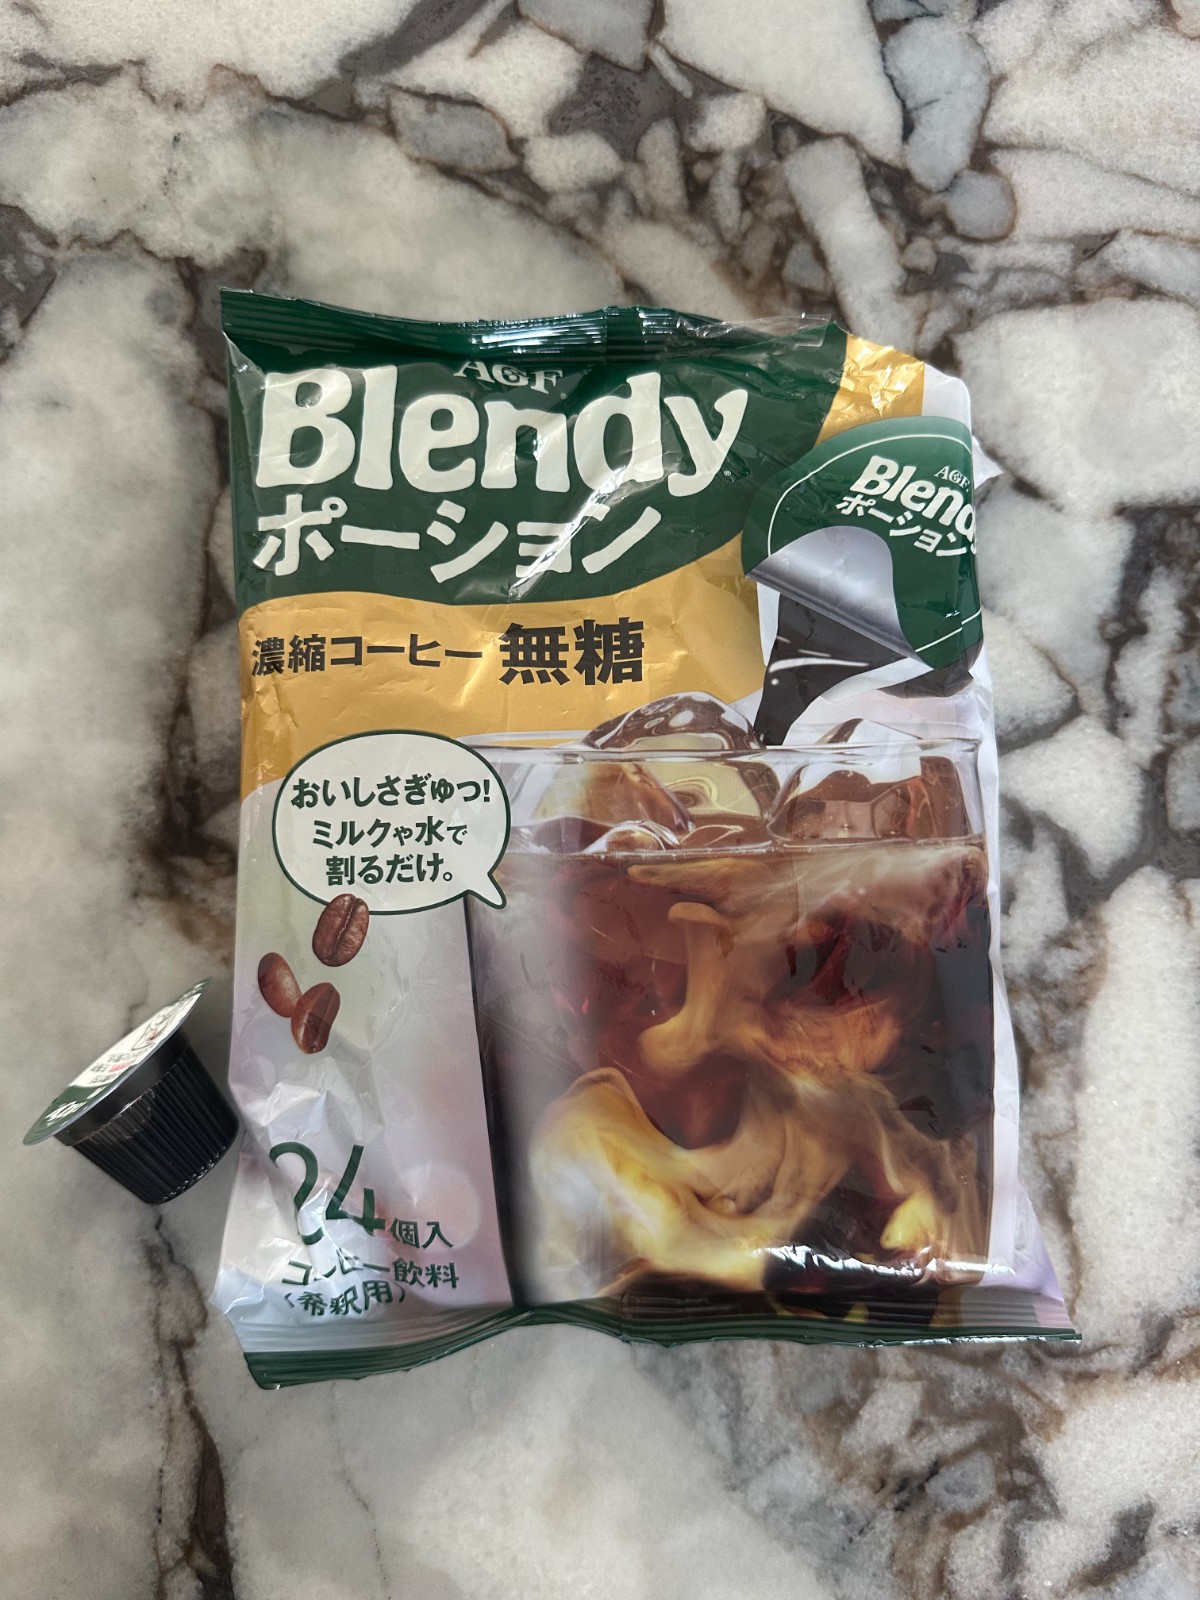 AGF
Blendy
ポーション
濃縮コーヒー 無糖
AGF
Blendy
ポーション
おいしさぎゅっ!
ミルクや水で
割るだけ。
24個入
コーヒー飲料
(希釈用)